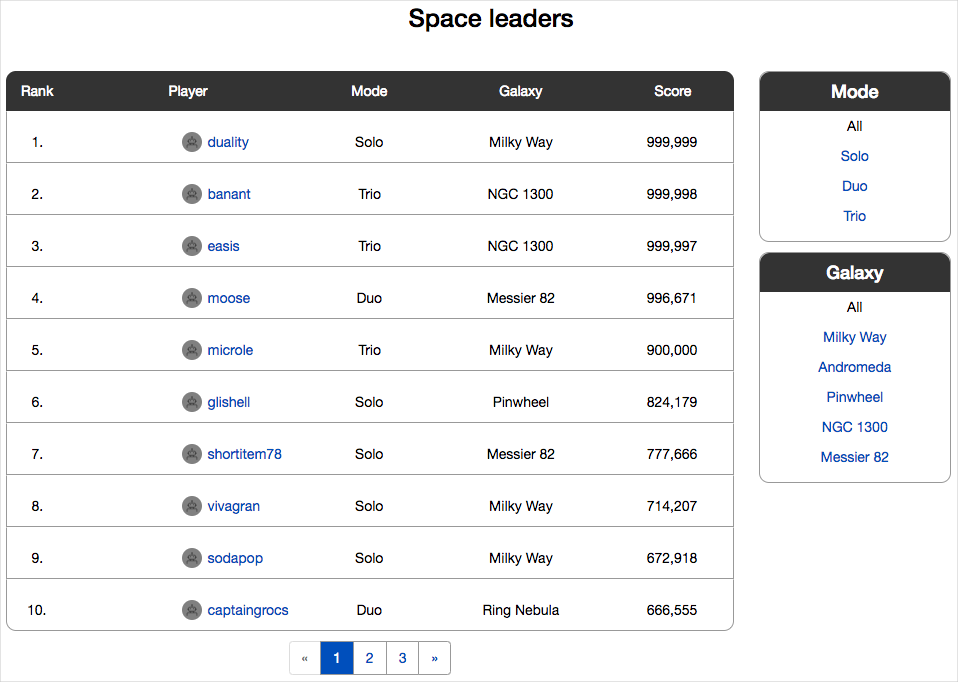 Space leaders
Rank Player Mode Galaxy Score
1. duality Solo Milky Way 999,999
2. banant Trio NGC 1300 999,998
3. easis Trio NGC 1300 999,997
4. moose Duo Messier 82 996,671
5. microle Trio Milky Way 900,000
6. glishell Solo Pinwheel 824,179
7. shortitem78 Solo Messier 82 777,666
8. vivagran Solo Milky Way 714,207
9. sodapop Solo Milky Way 672,918
10. captaingrocs Duo Ring Nebula 666,555
« 1 2 3 »
Mode
All
Solo
Duo
Trio
Galaxy
All
Milky Way
Andromeda
Pinwheel
NGC 1300
Messier 82